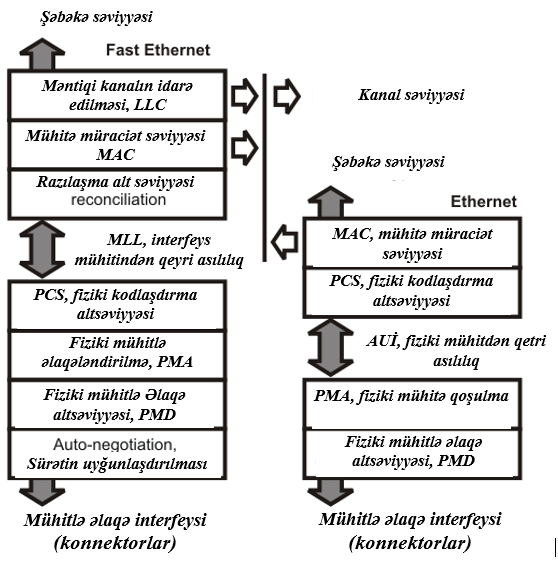 Şəbəkə səviyyəsi
Fast Ethernet
Məntiqi kanalın idarə
edilməsi, LLC
Mühitə müraciət səviyyəsi
MAC
Razılaşma alt səviyyəsi
reconciliation
MLL, interfeys
mühitindən qeyri asılılıq
PCS, fiziki kodlaşdırma
altsəviyyəsi
Fiziki mühitlə
əlaqələndirilmə, PMA
Fiziki mühitlə Əlaqə
altsəviyyəsi, PMD
Auto-negotiation,
Sürətin uyğunlaşdırılması
Mühitlə əlaqə interfeysi
(konnektorlar)
Kanal səviyyəsi
Şəbəkə səviyyəsi
Ethernet
MAC, mühitə müraciət
səviyyəsi
PCS, fiziki kodlaşdırma
altsəviyyəsi
AUİ, fiziki mühitdən qetri
asılılıq
PMA, fiziki mühitə qoşulma
Fiziki mühitlə əlaqə
altsəviyyəsi, PMD
Mühitlə əlaqə interfeysi
(konnektorlar)